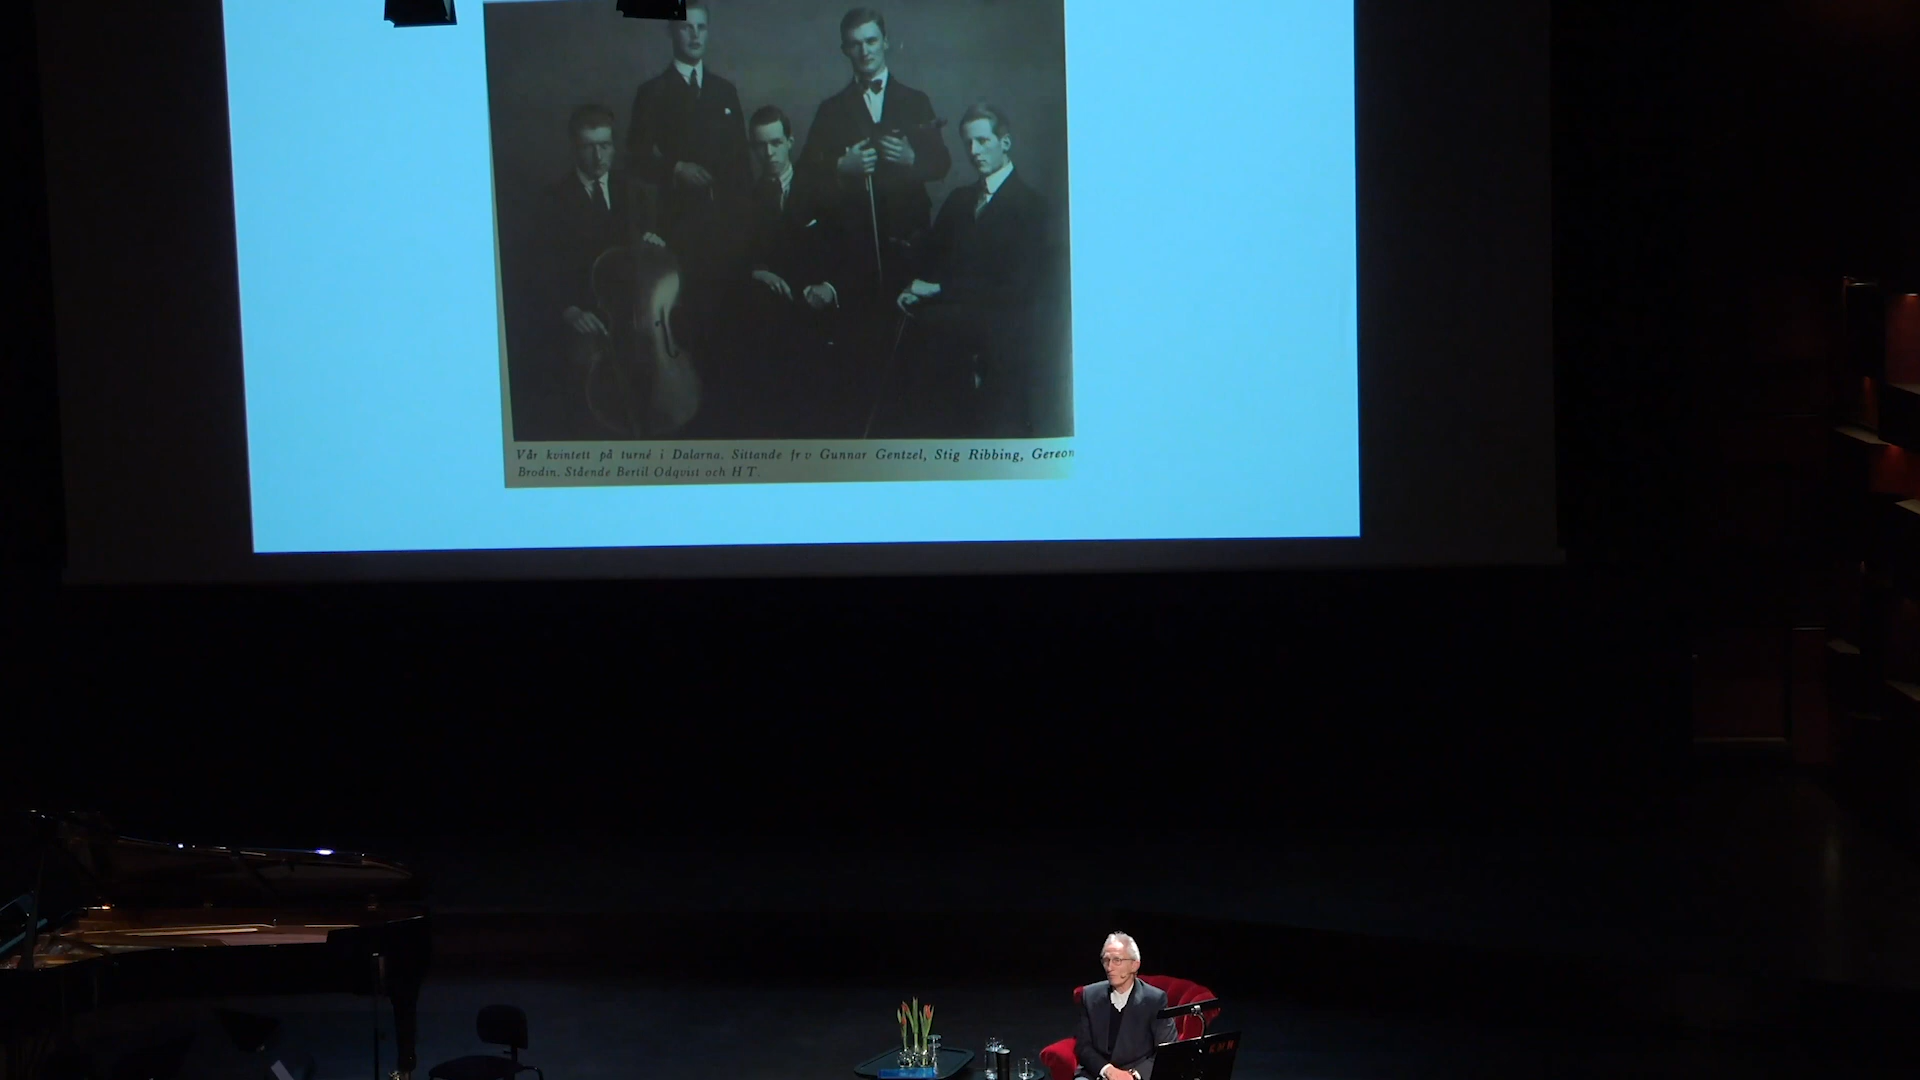 Vår kvintett på turné i Dalarna. Sittande fr v Gunnar Gentzel, Stig Ribbing, Gereon
Brodin. Stående Bertil Odqvist och H T.